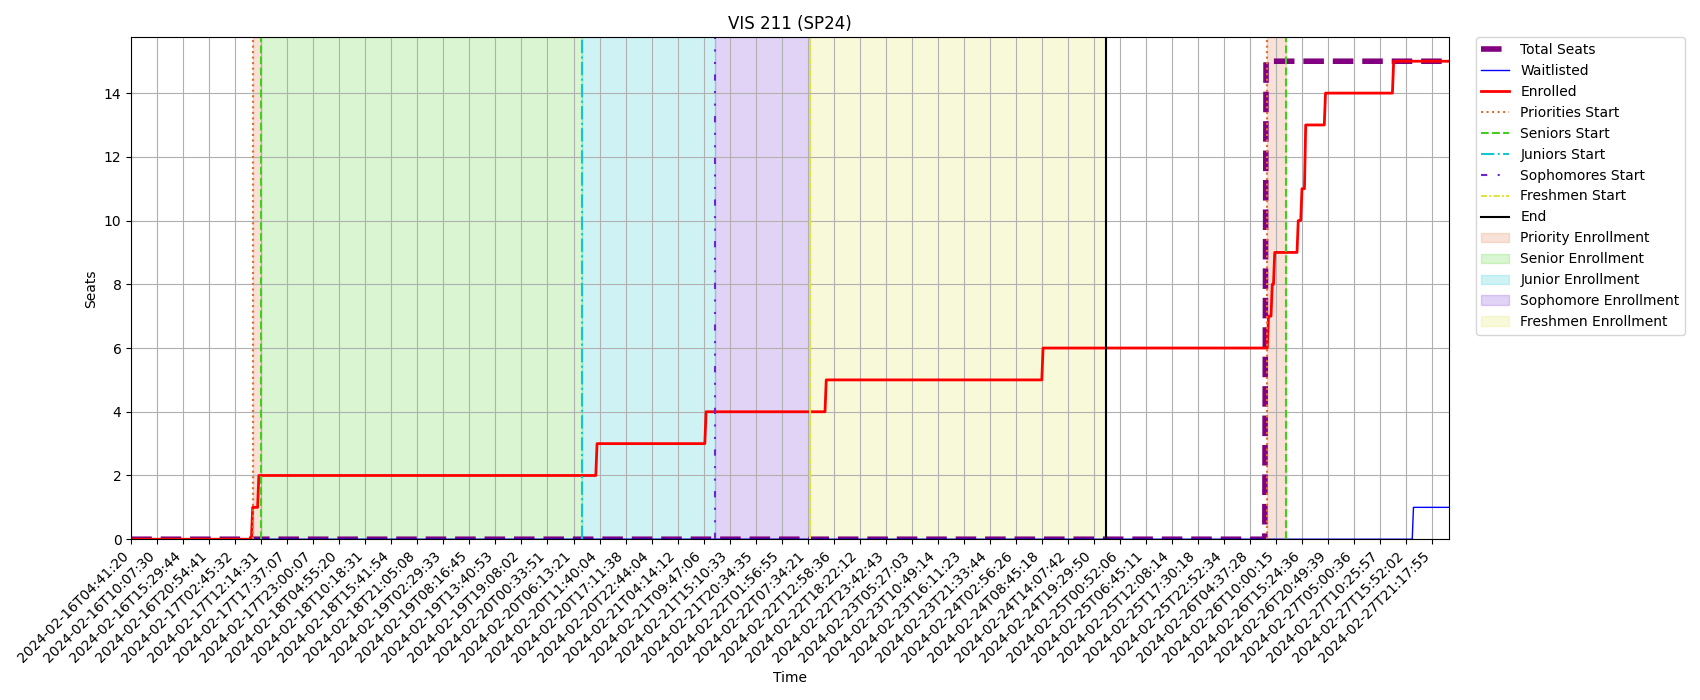 VIS 211 (SP24)
Seats
14
12
10
8
6
4
2
0
2024-02-16T04:41:20
2024-02-16T10:07:30
2024-02-16T15:29:44
2024-02-16T20:54:41
2024-02-17T02:45:32
2024-02-17T12:14:31
2024-02-17T17:37:07
2024-02-17T23:00:07
2024-02-18T04:55:20
2024-02-18T10:18:31
2024-02-18T15:41:54
2024-02-18T21:05:08
2024-02-19T02:29:33
2024-02-19T08:16:45
2024-02-19T13:40:53
2024-02-19T19:08:02
2024-02-20T00:33:51
2024-02-20T06:13:21
2024-02-20T11:40:04
2024-02-20T17:11:38
2024-02-20T22:44:04
2024-02-21T04:14:12
2024-02-21T09:47:06
2024-02-21T15:10:33
2024-02-21T20:34:35
2024-02-22T01:56:55
2024-02-22T07:34:21
2024-02-22T12:58:36
2024-02-22T18:22:12
2024-02-22T23:42:43
2024-02-23T05:27:03
2024-02-23T10:49:14
2024-02-23T16:11:23
2024-02-23T21:33:44
2024-02-24T02:56:20
2024-02-24T08:45:18
2024-02-24T14:07:42
2024-02-24T19:29:50
2024-02-25T00:52:06
2024-02-25T06:45:11
2024-02-25T12:08:14
2024-02-25T17:30:18
2024-02-25T22:52:34
2024-02-26T04:37:28
2024-02-26T10:00:15
2024-02-26T15:24:36
2024-02-26T20:49:39
2024-02-27T05:00:36
2024-02-27T10:25:57
2024-02-27T15:52:02
2024-02-27T21:17:55
Time
Total Seats
Waitlisted
Enrolled
Priorities Start
Seniors Start
Juniors Start
Sophomores Start
Freshmen Start
End
Priority Enrollment
Senior Enrollment
Junior Enrollment
Sophomore Enrollment
Freshmen Enrollment